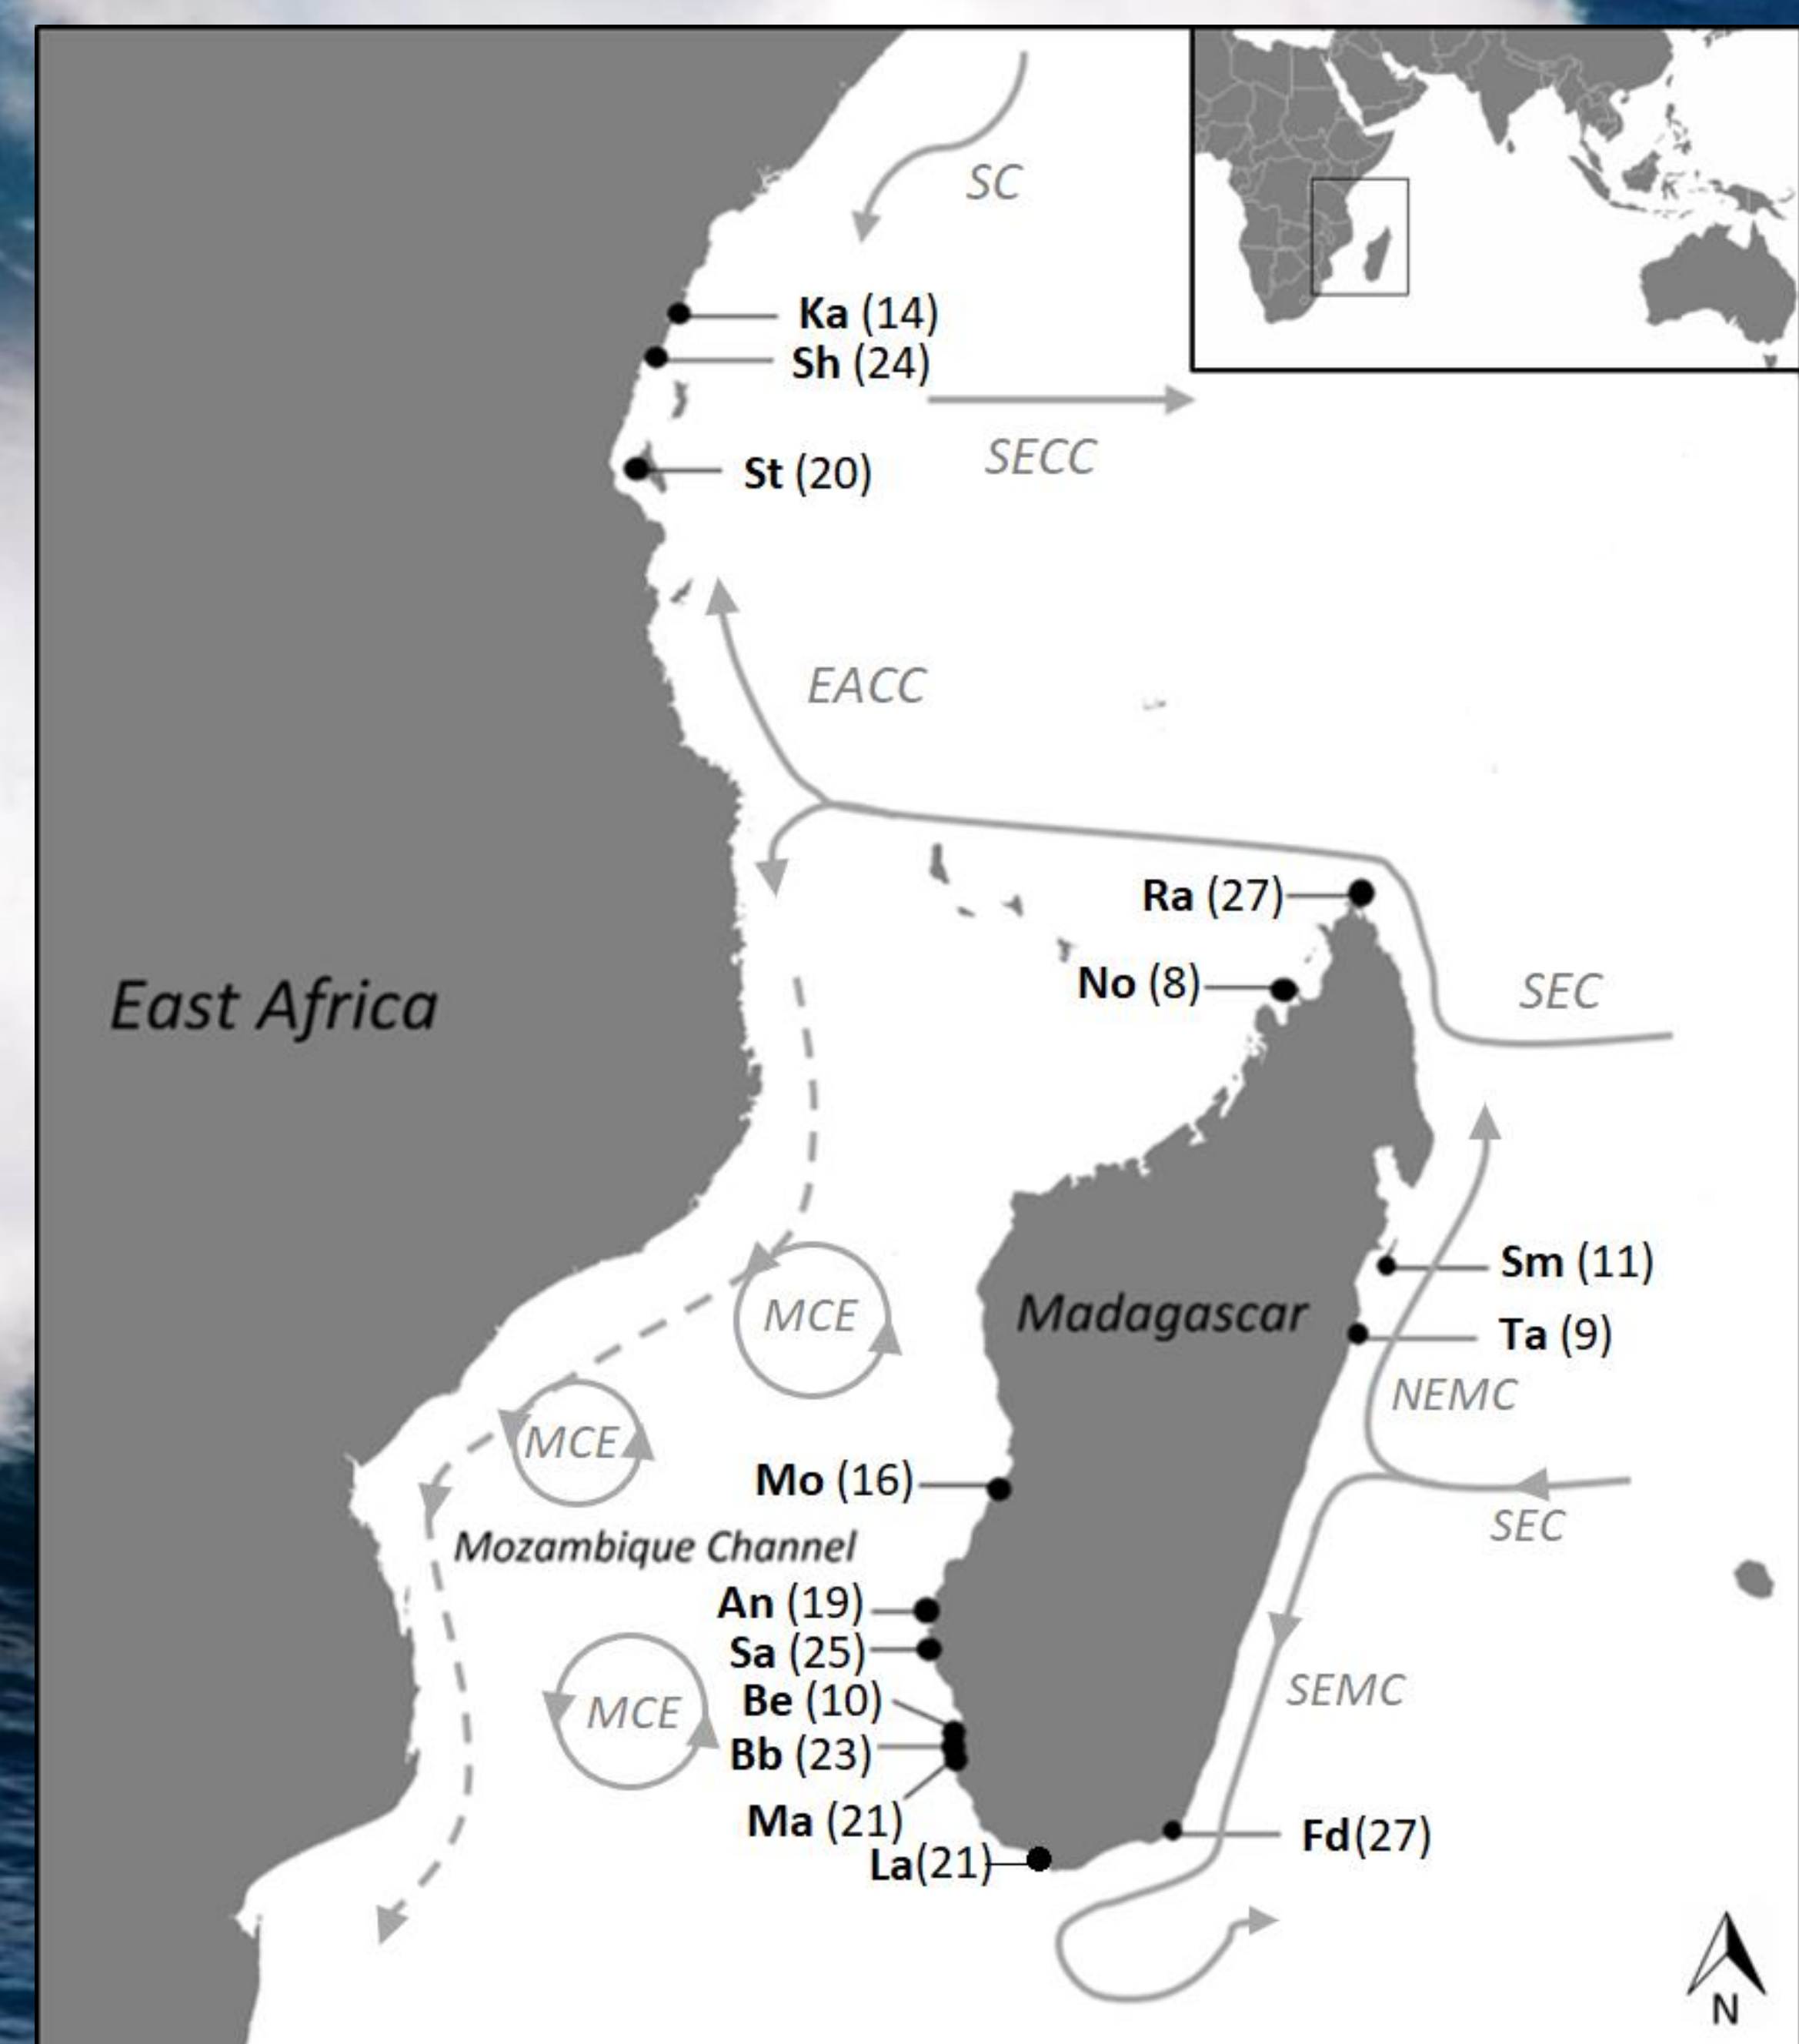 SC
Ka (14)
Sh (24)
SECC
St (20)
EACC
Ra (27)
No (8)
SEC
East Africa
Sm (11)
Madagascar
MCE
Ta (9)
NEMC
MCE
Mo (16)
SEC
Mozambique Channel
An (19)
Sa (25)
SEMC
Be (10)
MCE
Bb (23)
Ma (21)
Fd(27)
La(21)
N